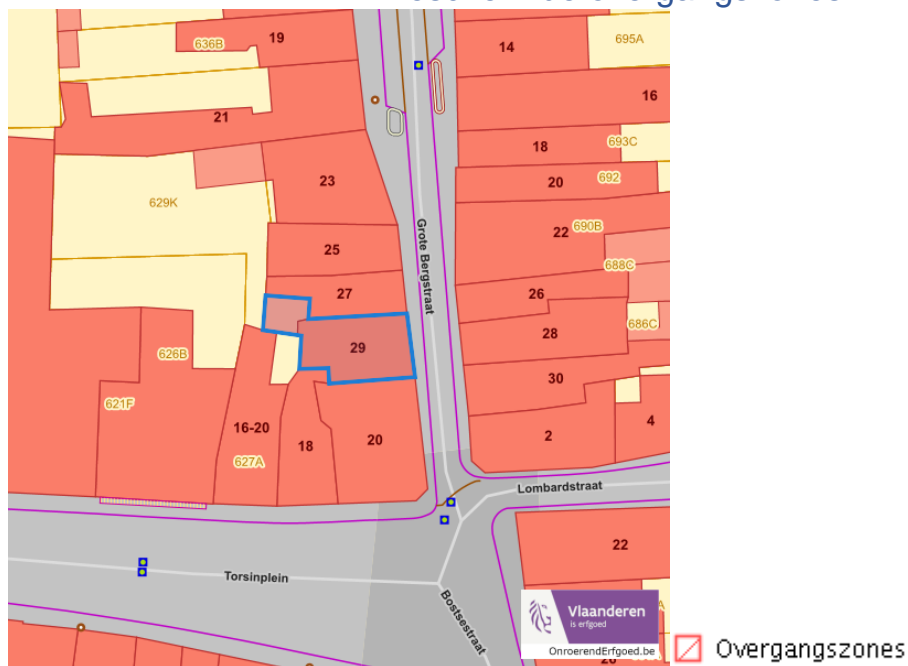 19
636B
14
695A
16
21
18
693C
23
20
692
629K
22
690B
25
Grote Bergstraat
688C
27
26
686C
28
29
626B
30
621F
4
16-20
18
20
2
627A
Lombardstraat
22
Torsinplein
Bostsestraat
Vlaanderen
is erfgoed
OnroerendErfgoed.be
Overgangszones